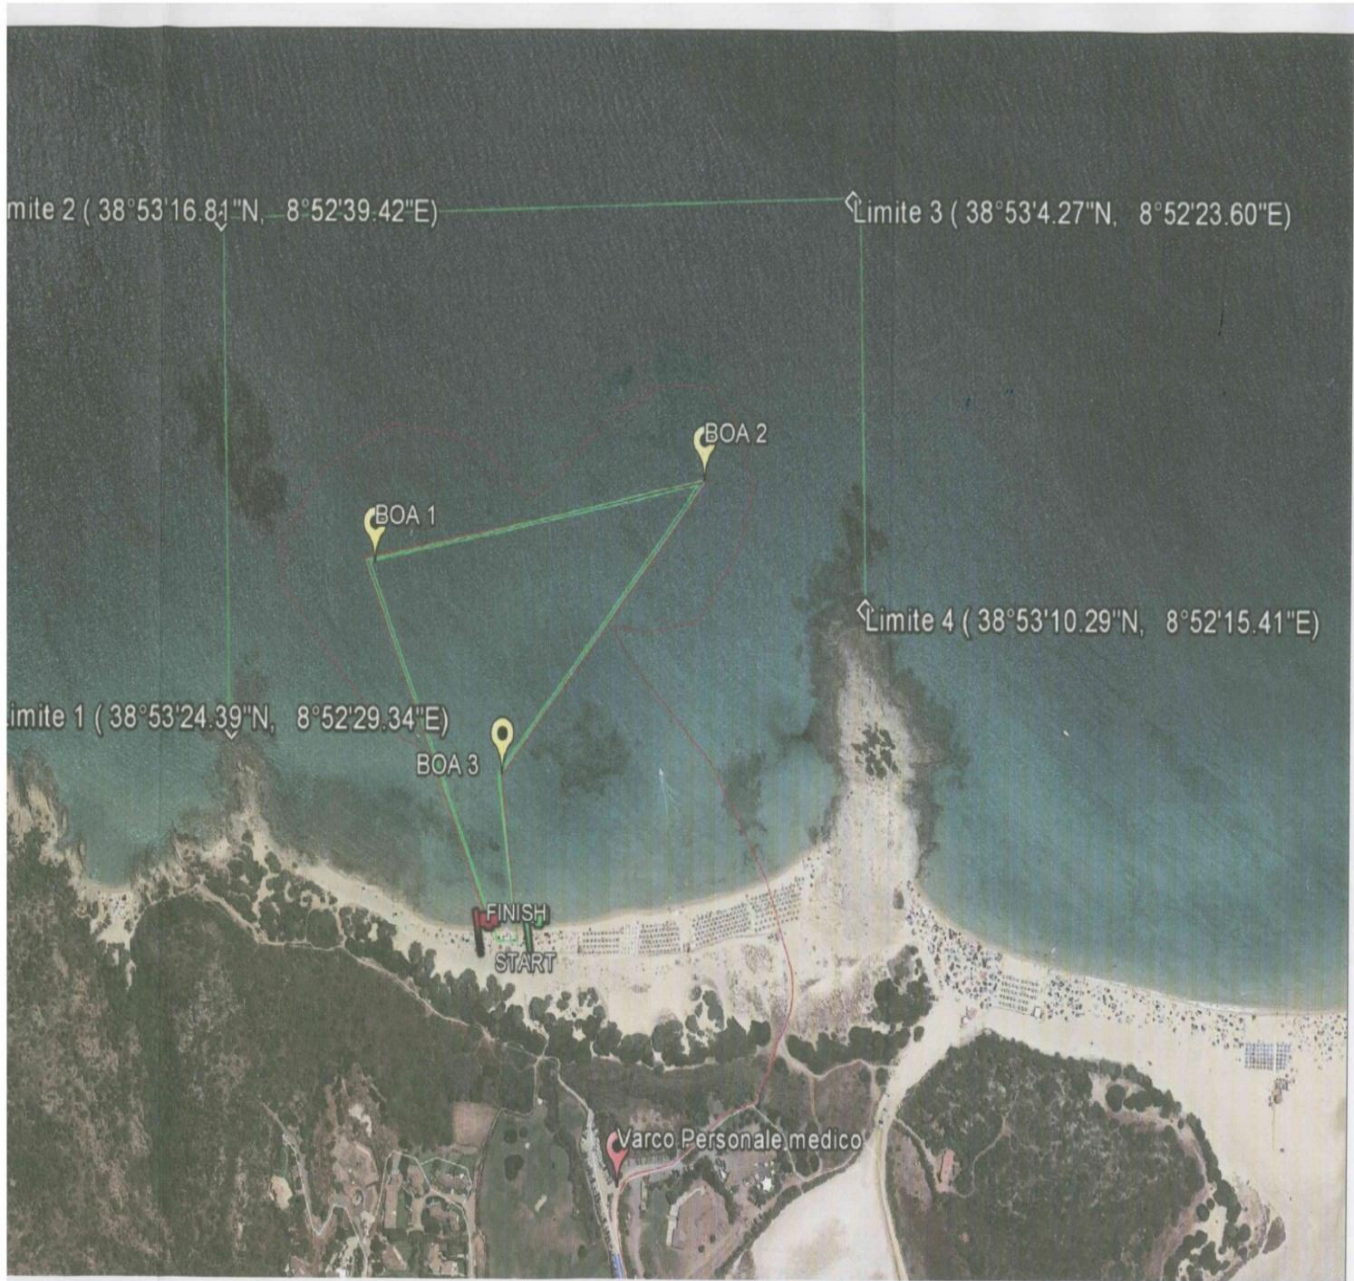 mite 2 ( 38°53'16.81"N, 8°52'39.42"E)
Limite 3 ( 38°53'4.27"N, 8°52'23.60"E)
BOA 2
BOA 1
Limite 4 ( 38°53'10.29"N, 8°52'15.41"E)
imite 1 ( 38°53'24.39"N, 8°52'29.34"E)
BOA 3
FINISH
START
Varco Personale medico